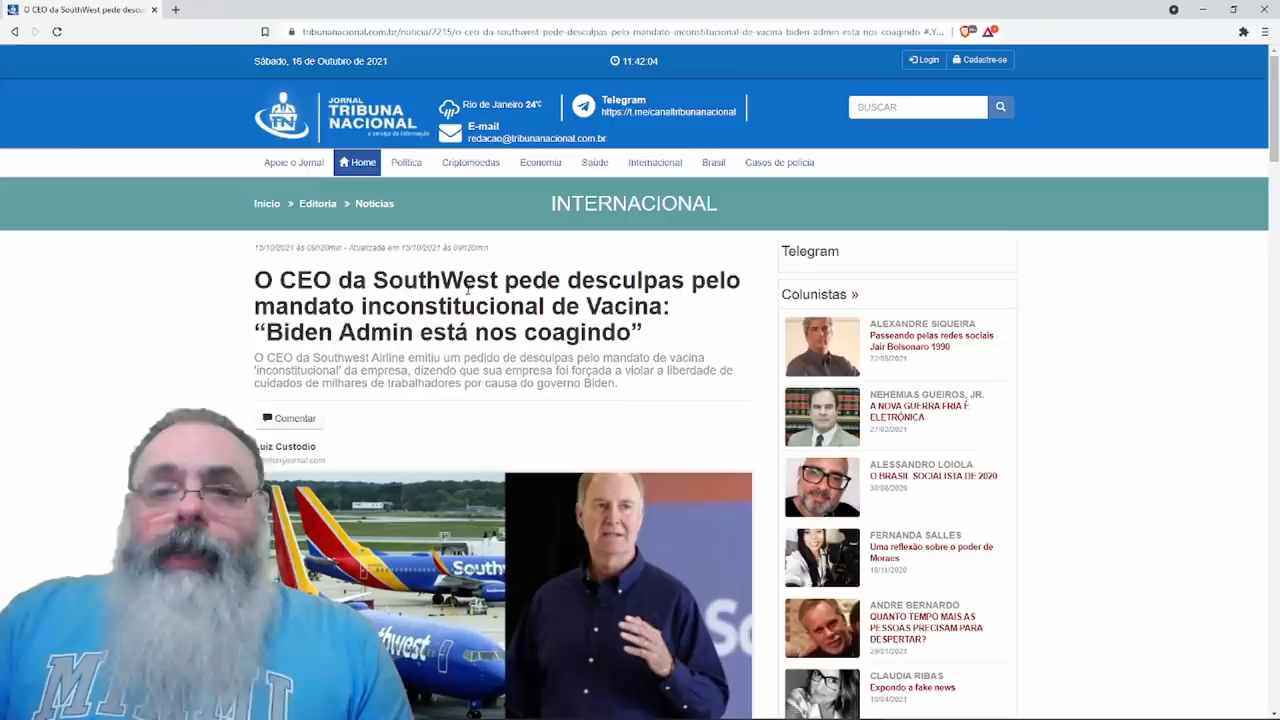 O CEO da SouthWest pede descu
tribunanacional.com.br/noticia/2215/o-ceo-da-southwest-pede-desculpas-pelo-mandato-inconstitucional-de-vacina-biden-admin-esta-nos-coagindo-#.Y...
Sábado, 16 de Outubro de 2021
11:42:04
Login
Cadastre-se
JORNAL
TRIBUNA
NACIONAL
a serviço da informação
Rio de Janeiro 24°C
E-mail
redacao@tribunanacional.com.br
Telegram
https://t.me/canaltribunanacional
BUSCAR
Apoie o Jornal
Home
Política
Criptomoedas
Economia
Saúde
Internacional
Brasil
Casos de polícia
Início » Editoria » Notícias
INTERNACIONAL
15/10/2021 às 09h20min - Atualizada em 15/10/2021 às 09h20min
O CEO da SouthWest pede desculpas pelo
mandato inconstitucional de Vacina:
“Biden Admin está nos coagindo”
O CEO da Southwest Airline emitiu um pedido de desculpas pelo mandato de vacina
'inconstitucional' da empresa, dizendo que sua empresa foi forçada a violar a liberdade de
cuidados de milhares de trabalhadores por causa do governo Biden.
Comentar
uiz Custodio
South
thwest
Telegram
Colunistas »
ALEXANDRE SIQUEIRA
Passeando pelas redes sociais
Jair Bolsonaro 1990
22/05/2021
NEHEMIAS GUEIROS, JR.
A NOVA GUERRA FRIA É
ELETRÔNICA
27/02/2021
ALESSANDRO LOIOLA
O BRASIL SOCIALISTA DE 2020
30/08/2020
FERNANDA SALLES
Uma reflexão sobre o poder de
Moraes
18/11/2020
ANDRE BERNARDO
QUANTO TEMPO MAIS AS
PESSOAS PRECISAM PARA
DESPERTAR?
29/01/2021
CLAUDIA RIBAS
Expondo a fake news
10/04/2021